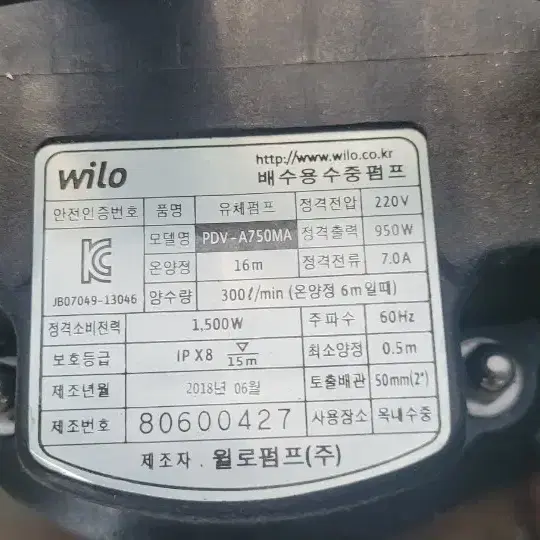 wilo
http://www.wilo.co.kr
배수용수중펌프
안전인증번호 품명 유체펌프 정격전압 220V
모델명 PDV-A750MA 정격출력 950W
온양정 16m 정격전류 7.0A
JB07049-13046 양수량 300ℓ/min (온양정 6m일때)
정격소비전력 1,500W 주파수 60Hz
보호등급 IPX8 ▽ 15m 최소양정 0.5m
제조년월 2018년 06월 토출배관 50mm(2")
제조번호 80600427 사용장소 옥내수중
제조자 . 윌로펌프(주)